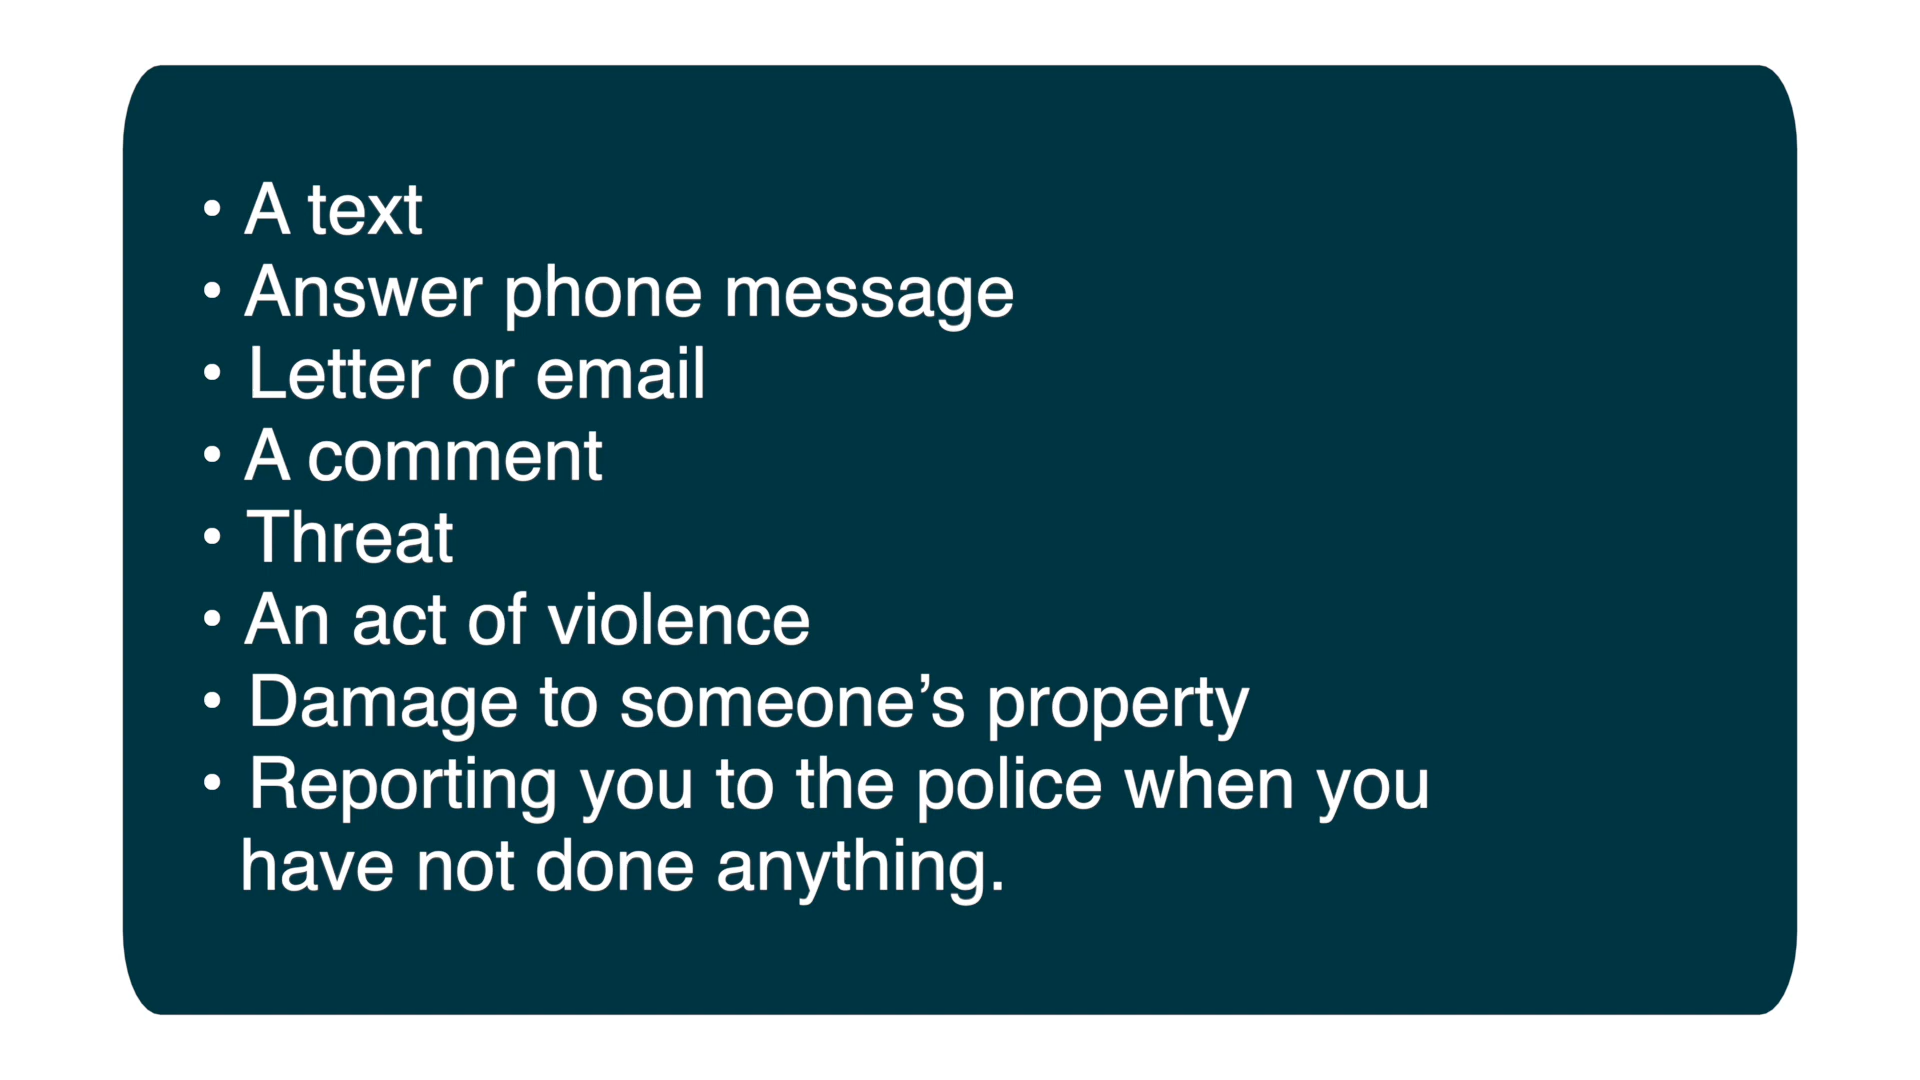 • A text
• Answer phone message
• Letter or email
• A comment
• Threat
• An act of violence
• Damage to someone’s property
• Reporting you to the police when you
have not done anything.